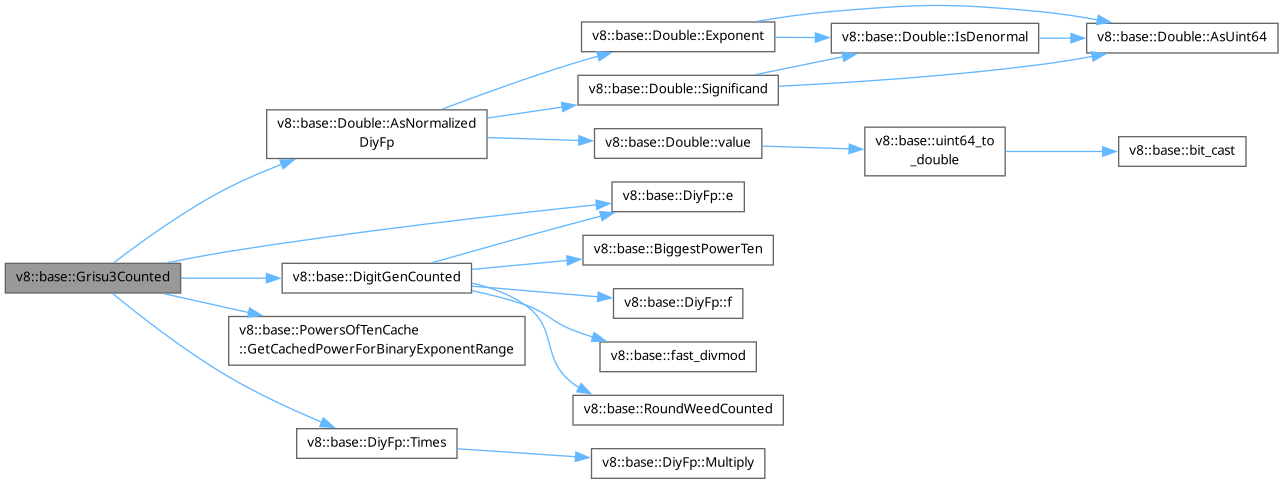 v8::base::Double::Exponent
v8::base::Double::IsDenormal
v8::base::Double::AsUint64
v8::base::Double::Significand
v8::base::Double::AsNormalized
DiyFp
v8::base::Double::value
v8::base::uint64_to
_double
v8::base::bit_cast
v8::base::DiyFp::e
v8::base::BiggestPowerTen
v8::base::Grisu3Counted
v8::base::DigitGenCounted
v8::base::DiyFp::f
v8::base::PowersOfTenCache
::GetCachedPowerForBinaryExponentRange
v8::base::fast_divmod
v8::base::RoundWeedCounted
v8::base::DiyFp::Times
v8::base::DiyFp::Multiply